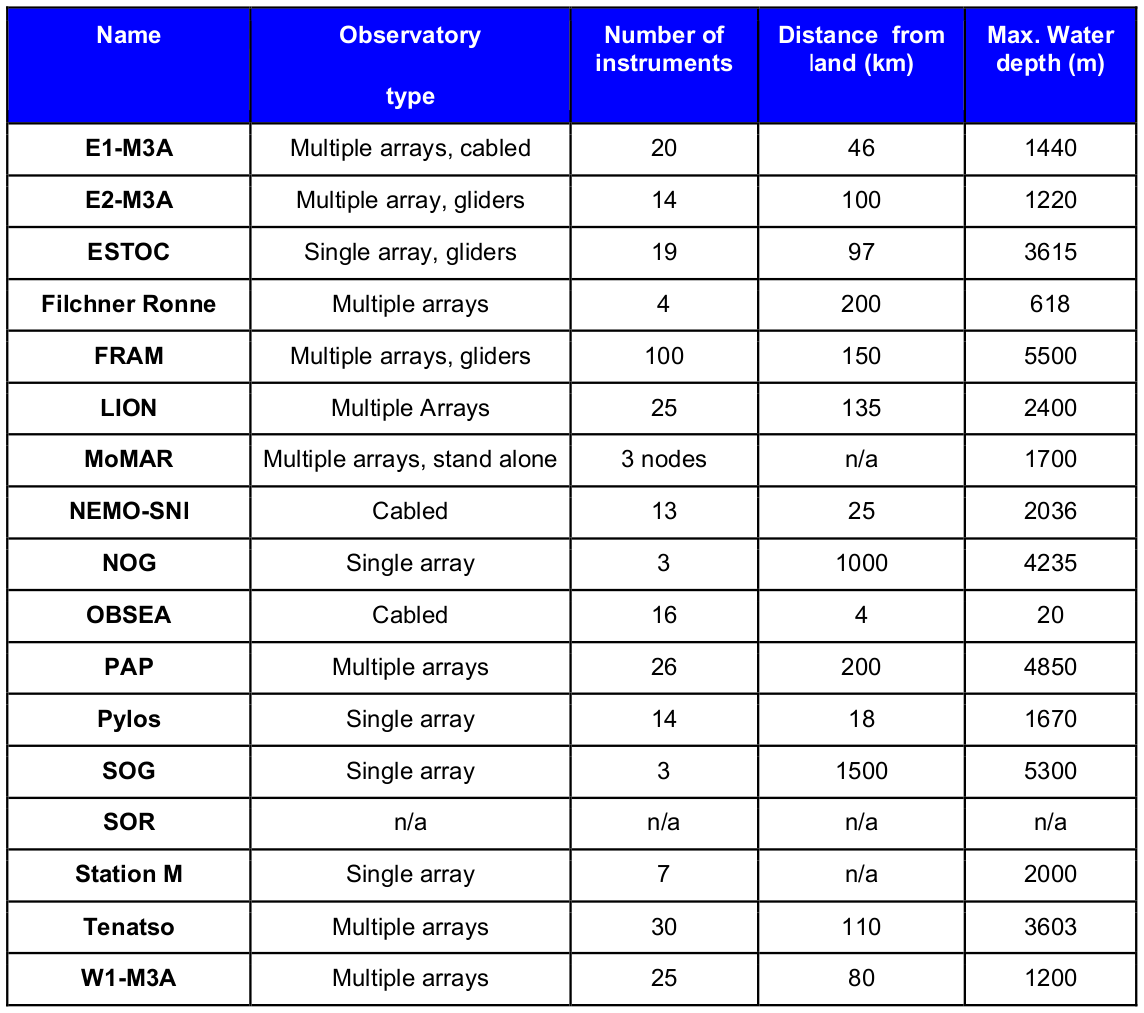 Name Observatory type Number of instruments Distance from land (km) Max. Water depth (m)
E1-M3A Multiple arrays, cabled 20 46 1440
E2-M3A Multiple array, gliders 14 100 1220
ESTOC Single array, gliders 19 97 3615
Filchner Ronne Multiple arrays 4 200 618
FRAM Multiple arrays, gliders 100 150 5500
LION Multiple Arrays 25 135 2400
MoMAR Multiple arrays, stand alone 3 nodes n/a 1700
NEMO-SNI Cabled 13 25 2036
NOG Single array 3 1000 4235
OBSEA Cabled 16 4 20
PAP Multiple arrays 26 200 4850
Pylos Single array 14 18 1670
SOG Single array 3 1500 5300
SOR n/a n/a n/a n/a
Station M Single array 7 n/a 2000
Tenatso Multiple arrays 30 110 3603
W1-M3A Multiple arrays 25 80 1200